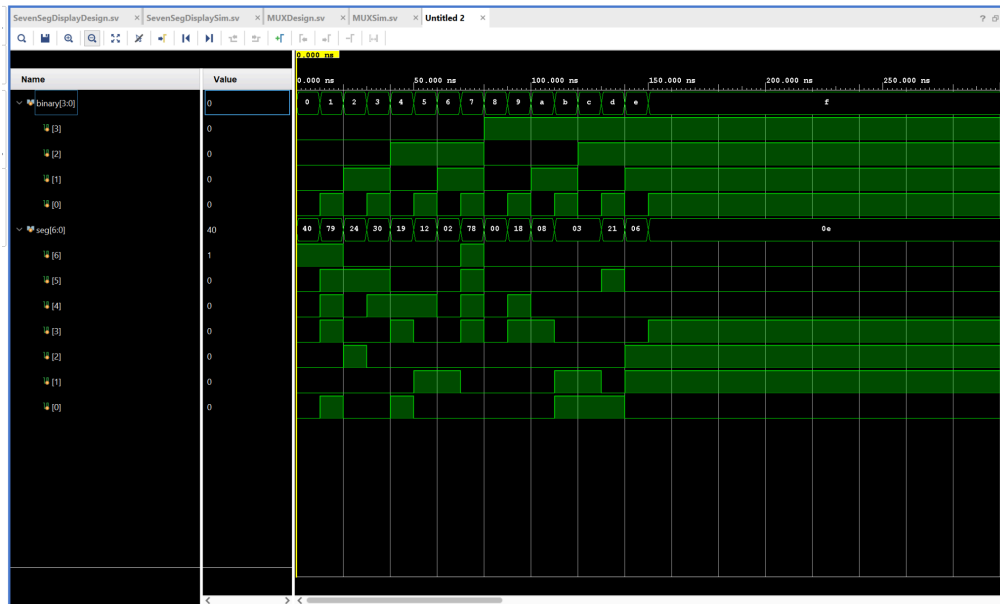 SevenSegDisplayDesign.sv × SevenSegDisplaySim.sv × MUXDesign.sv × MUXSim.sv × Untitled 2 × ?
0.000 ns
Name Value 0.000 ns 50.000 ns 100.000 ns 150.000 ns 200.000 ns 250.000 ns
binary[3:0] 0 0 1 2 3 4 5 6 7 8 9 a b c d e f
[3] 0
[2] 0
[1] 0
[0] 0
seg[6:0] 40 40 79 24 30 19 12 02 78 00 18 08 03 21 06 0e
[6] 1
[5] 0
[4] 0
[3] 0
[2] 0
[1] 0
[0] 0